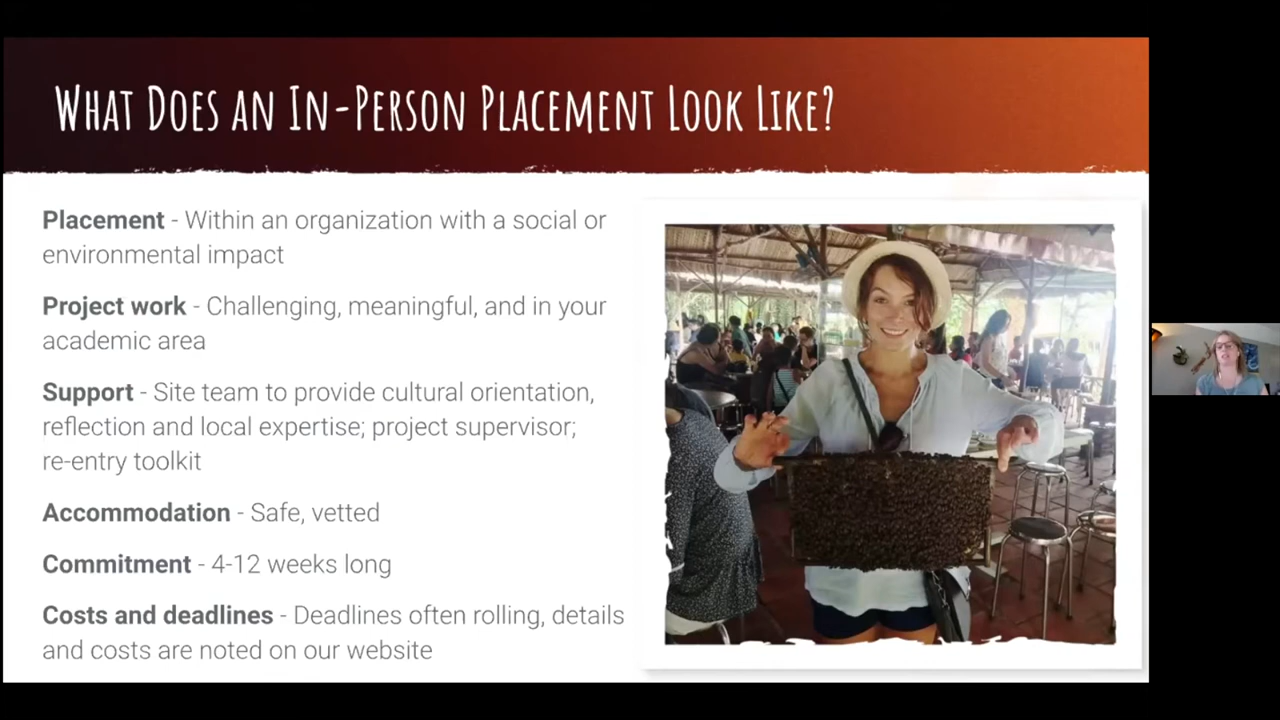 What Does an In-Person Placement Look Like?
Placement - Within an organization with a social or
environmental impact
Project work - Challenging, meaningful, and in your
academic area
Support - Site team to provide cultural orientation,
reflection and local expertise; project supervisor;
re-entry toolkit
Accommodation - Safe, vetted
Commitment - 4-12 weeks long
Costs and deadlines - Deadlines often rolling, details
and costs are noted on our website